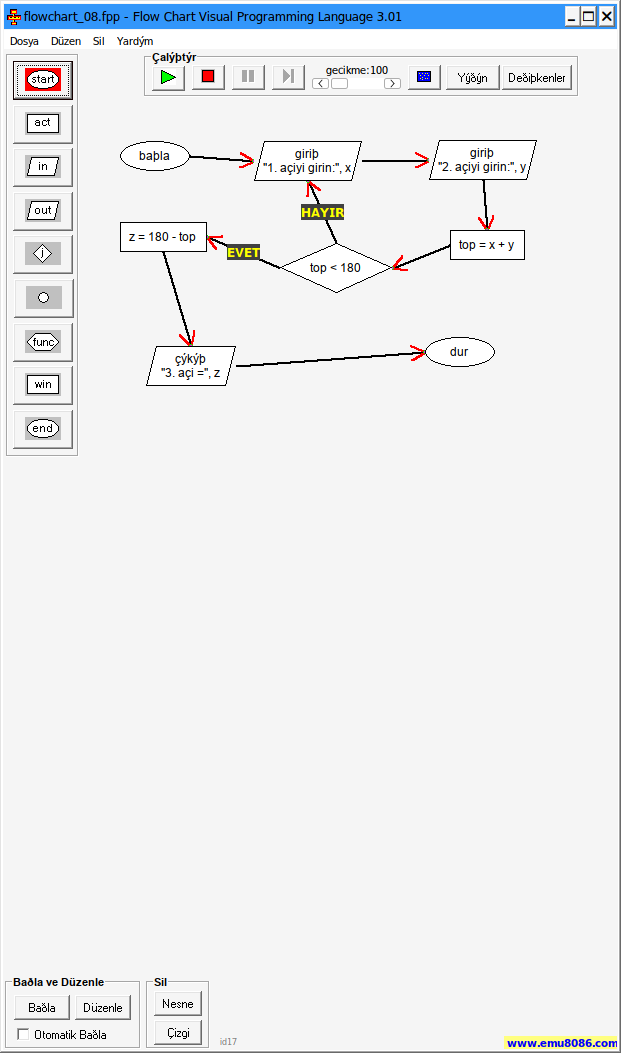 flowchart_08.fpp - Flow Chart Visual Programming Language 3.01
Dosya Düzen Sil Yardým
Çalýþtýr
gecikme:100
Yýðýn
Deðiþkenler
start
act
in
out
i
func
win
end
baþla
giriþ
"1. açiyi girin:", x
giriþ
"2. açiyi girin:", y
HAYIR
z = 180 - top
EVET
top = x + y
top < 180
çýkýþ
"3. açi =", z
dur
Baðla ve Düzenle
Baðla
Düzenle
Otomatik Baðla
Sil
Nesne
Çizgi
id17
www.emu8086.com